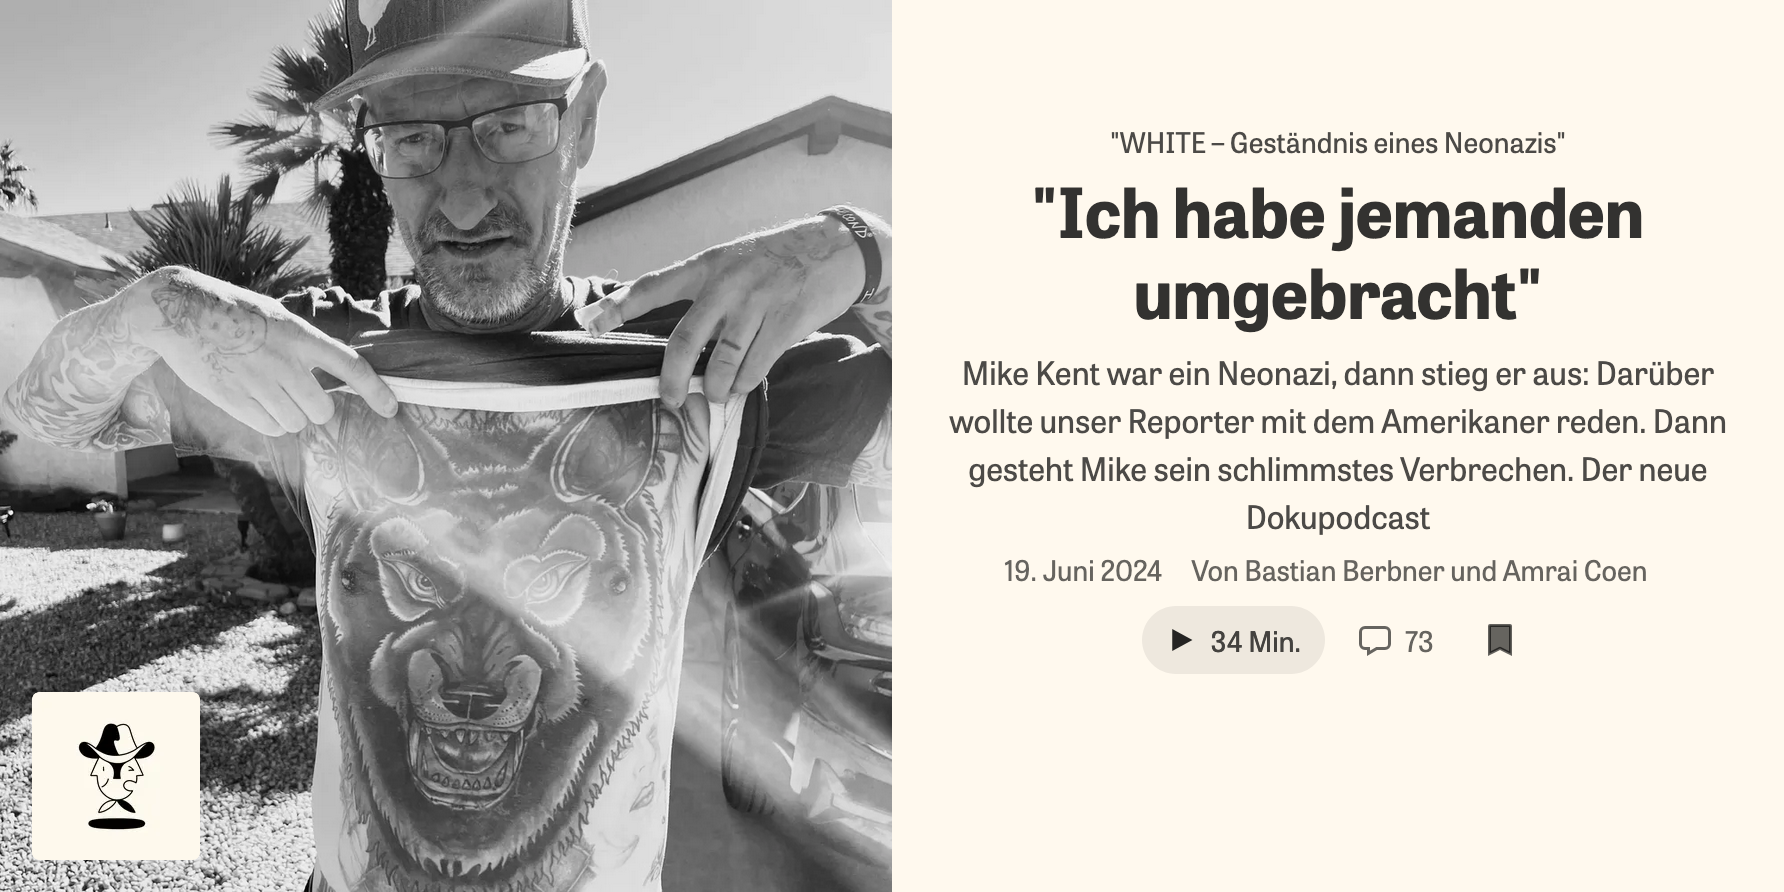 "WHITE – Geständnis eines Neonazis"
"Ich habe jemanden
umgebracht"
Mike Kent war ein Neonazi, dann stieg er aus: Darüber
wollte unser Reporter mit dem Amerikaner reden. Dann
gesteht Mike sein schlimmstes Verbrechen. Der neue
Dokupodcast
19. Juni 2024 Von Bastian Berbner und Amrai Coen
34 Min. 73